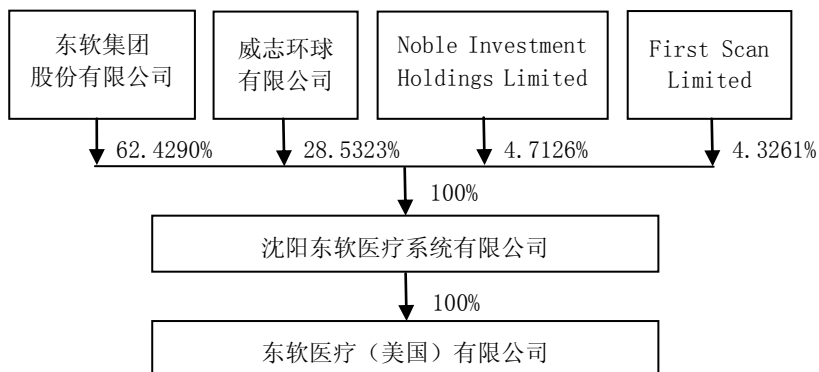 东软集团
股份有限公司
威志环球
有限公司
Noble Investment
Holdings Limited
First Scan
Limited
62.4290%
28.5323%
4.7126%
4.3261%
100%
沈阳东软医疗系统有限公司
100%
东软医疗（美国）有限公司